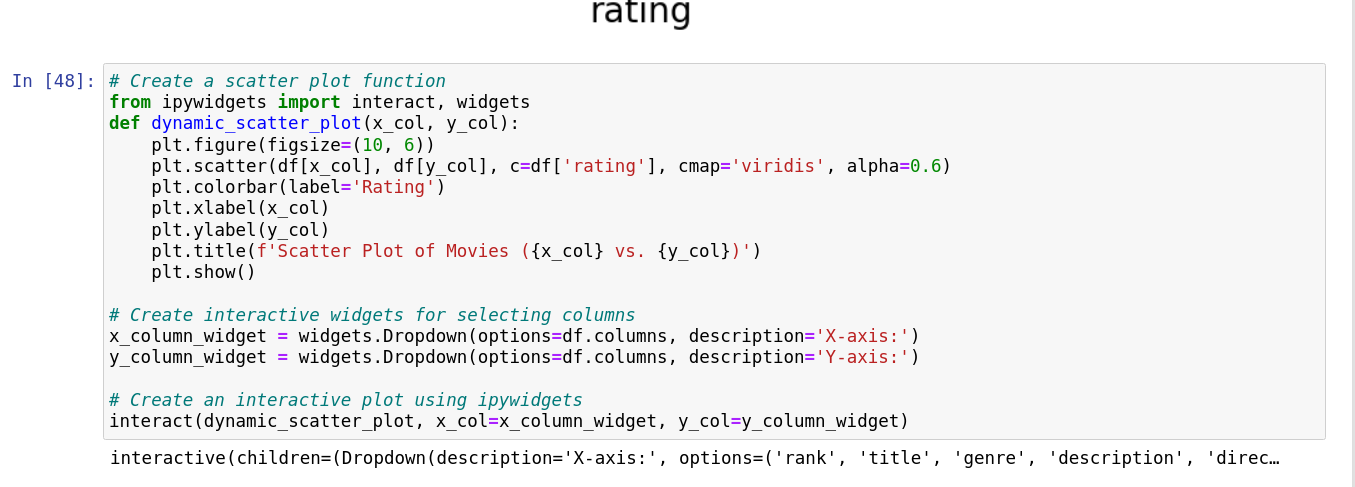 rating
In [48]:
# Create a scatter plot function
from ipywidgets import interact, widgets
def dynamic_scatter_plot(x_col, y_col):
    plt.figure(figsize=(10, 6))
    plt.scatter(df[x_col], df[y_col], c=df['rating'], cmap='viridis', alpha=0.6)
    plt.colorbar(label='Rating')
    plt.xlabel(x_col)
    plt.ylabel(y_col)
    plt.title(f'Scatter Plot of Movies ({x_col} vs. {y_col})')
    plt.show()

# Create interactive widgets for selecting columns
x_column_widget = widgets.Dropdown(options=df.columns, description='X-axis:')
y_column_widget = widgets.Dropdown(options=df.columns, description='Y-axis:')

# Create an interactive plot using ipywidgets
interact(dynamic_scatter_plot, x_col=x_column_widget, y_col=y_column_widget)
interactive(children=(Dropdown(description='X-axis:', options=('rank', 'title', 'genre', 'description', 'direc…